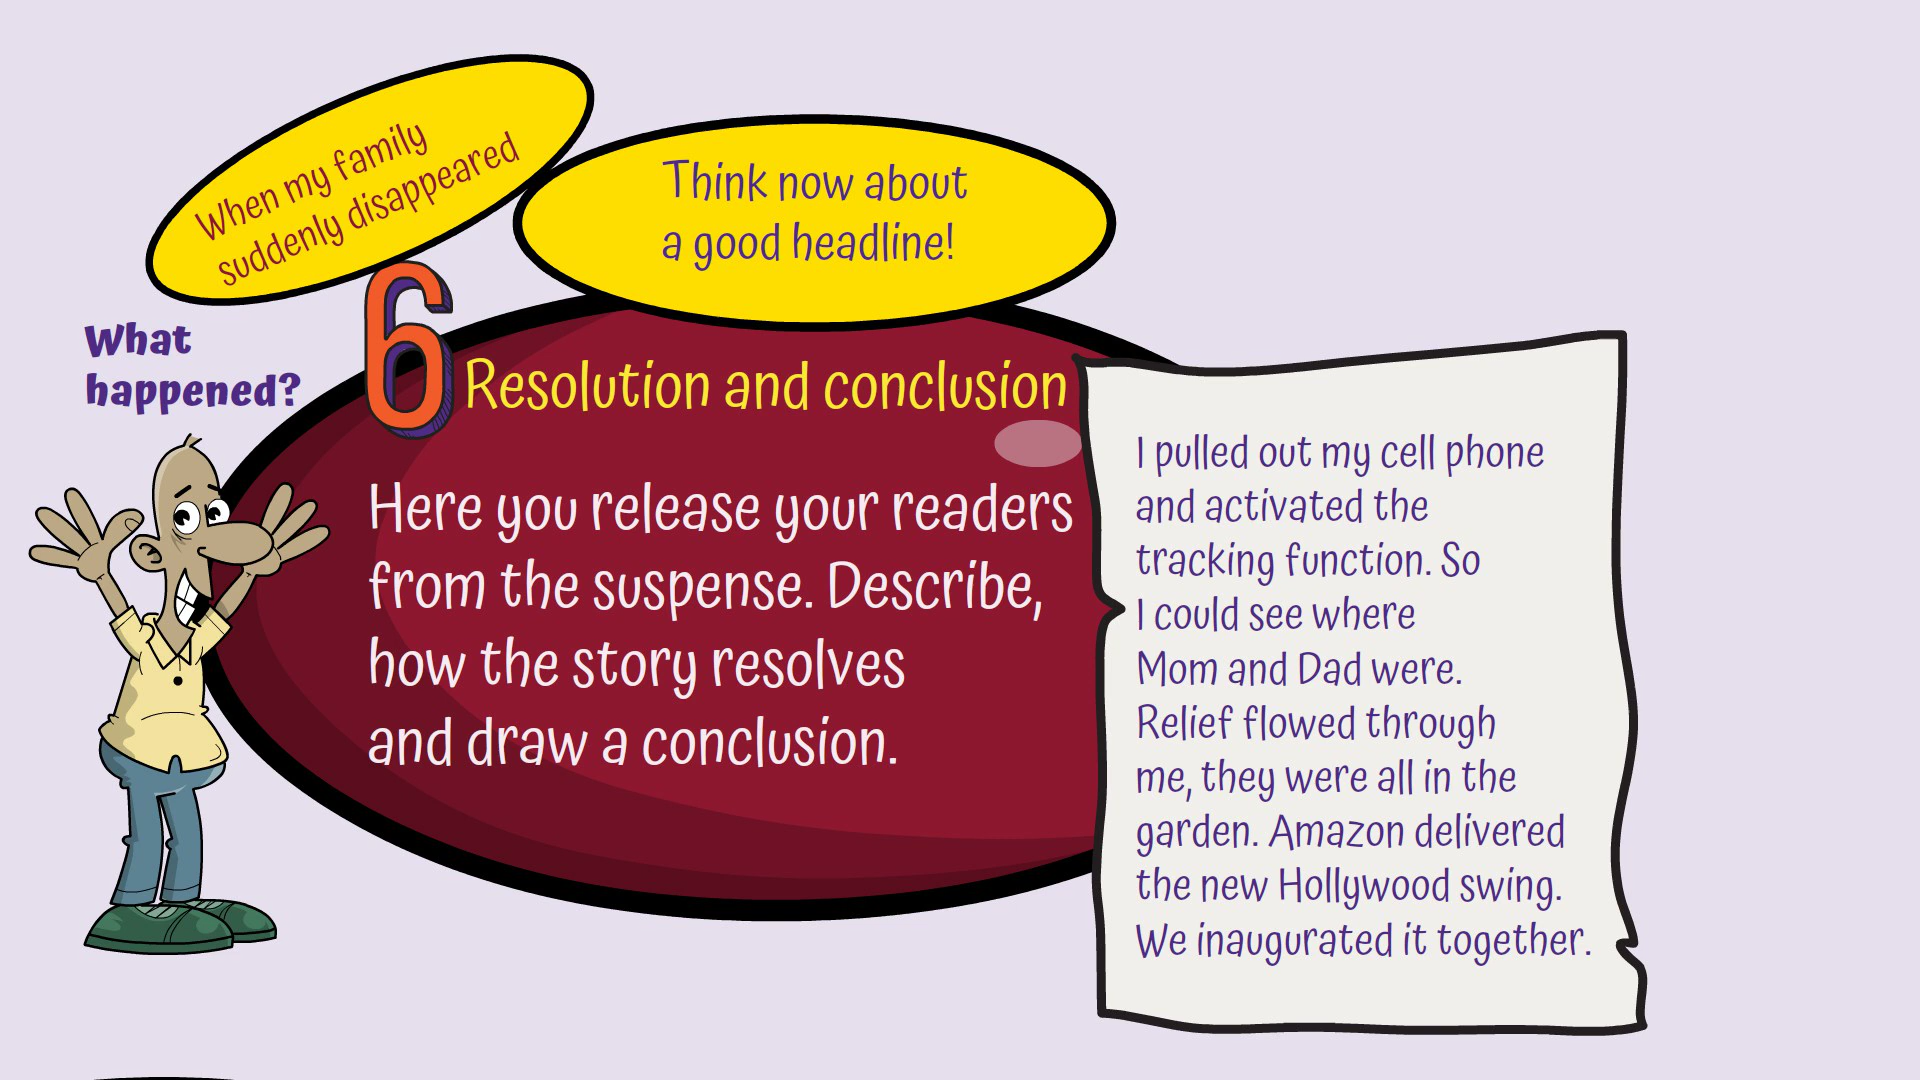 When my family
suddenly disappeared
Think now about
a good headline!
What
happened?
6
Resolution and conclusion
Here you release your readers
from the suspense. Describe,
how the story resolves
and draw a conclusion.
I pulled out my cell phone
and activated the
tracking function. So
I could see where
Mom and Dad were.
Relief flowed through
me, they were all in the
garden. Amazon delivered
the new Hollywood swing.
We inaugurated it together.